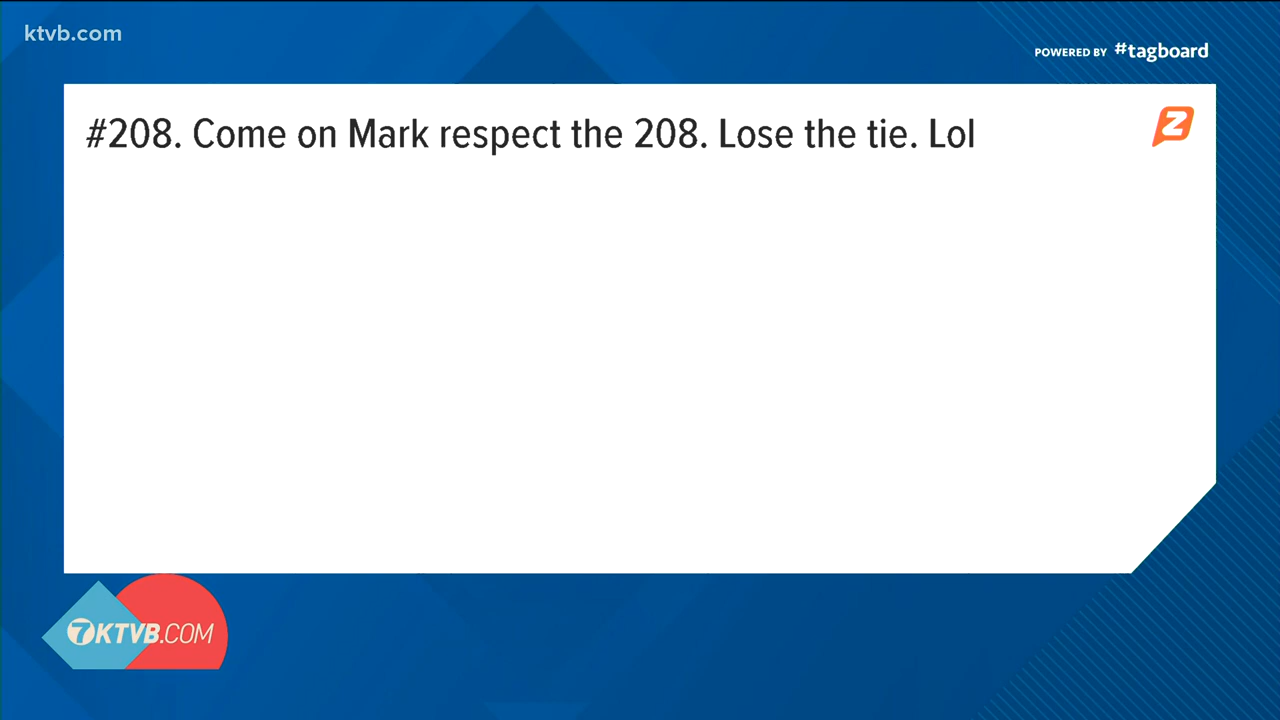 ktvb.com
POWERED BY #tagboard
#208. Come on Mark respect the 208. Lose the tie. Lol
Z
7KTVB.COM